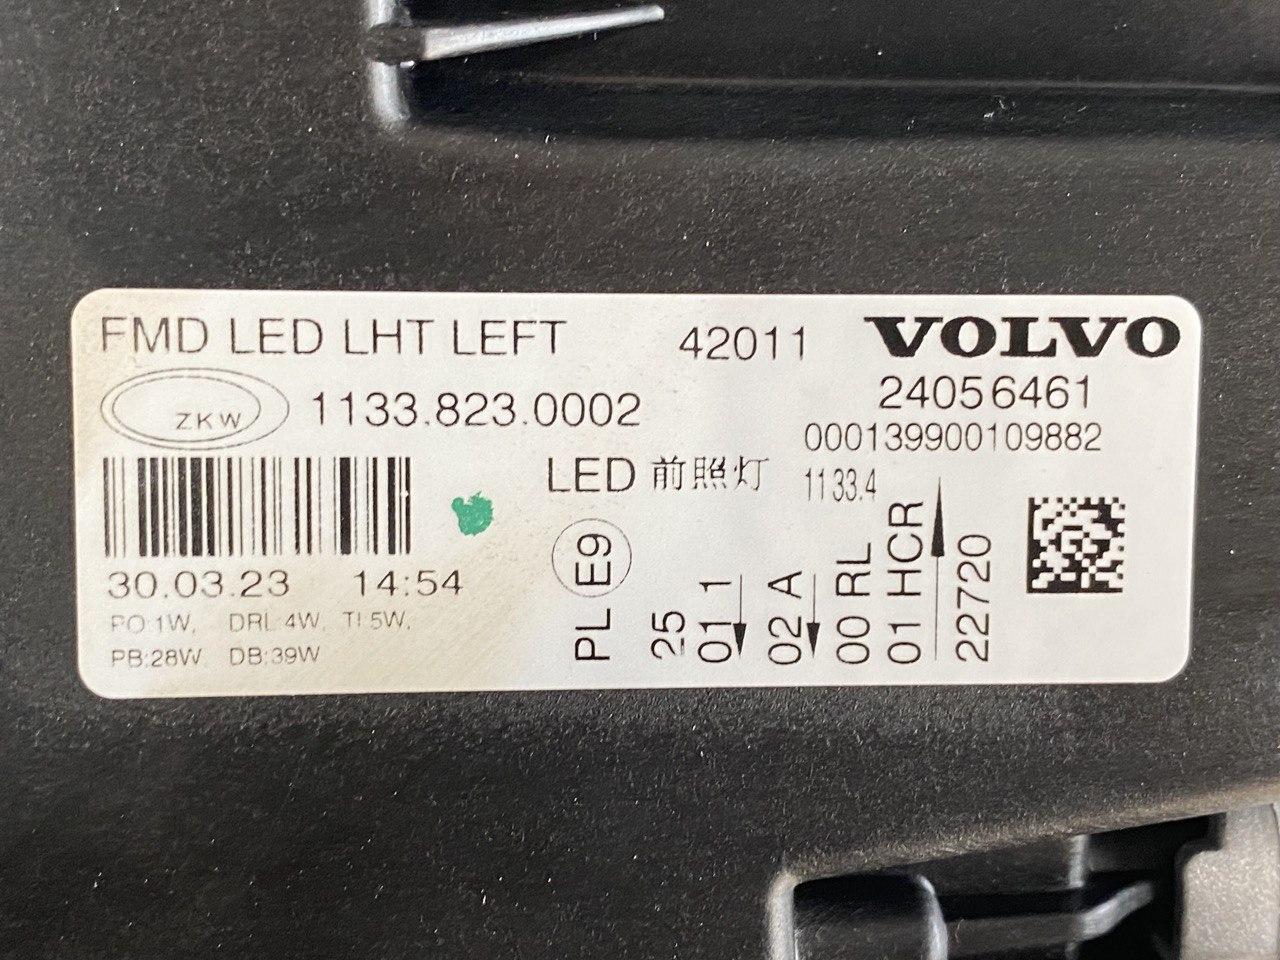 FMD LED LHT LEFT 42011 VOLVO
ZKW 1133.823.0002 24056461
000139900109882
LED 前照灯 1133.4
30.03.23 14:54
PO:1W, DRL:4W, TI:5W,
PB:28W DB:39W
PL E9
25
01 1
02 A
00 RL
01 HCR
22720